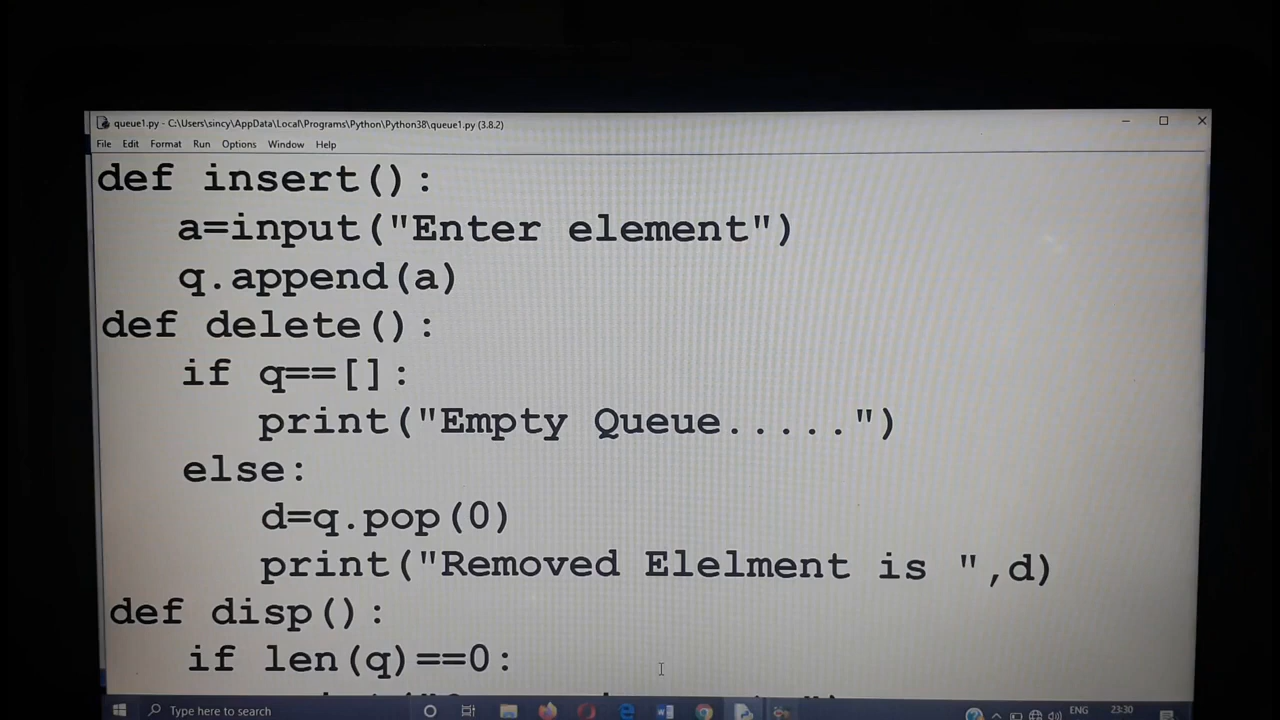 queue1.py - C:\Users\sincy\AppData\Local\Programs\Python\Python38\queue1.py (3.8.2)
File Edit Format Run Options Window Help
def insert():
a=input("Enter element")
q.append(a)
def delete():
if q==[]:
print("Empty Queue.....")
else:
d=q.pop(0)
print("Removed Elelment is ",d)
def disp():
if len(q)==0:
Type here to search
ENG
23:30